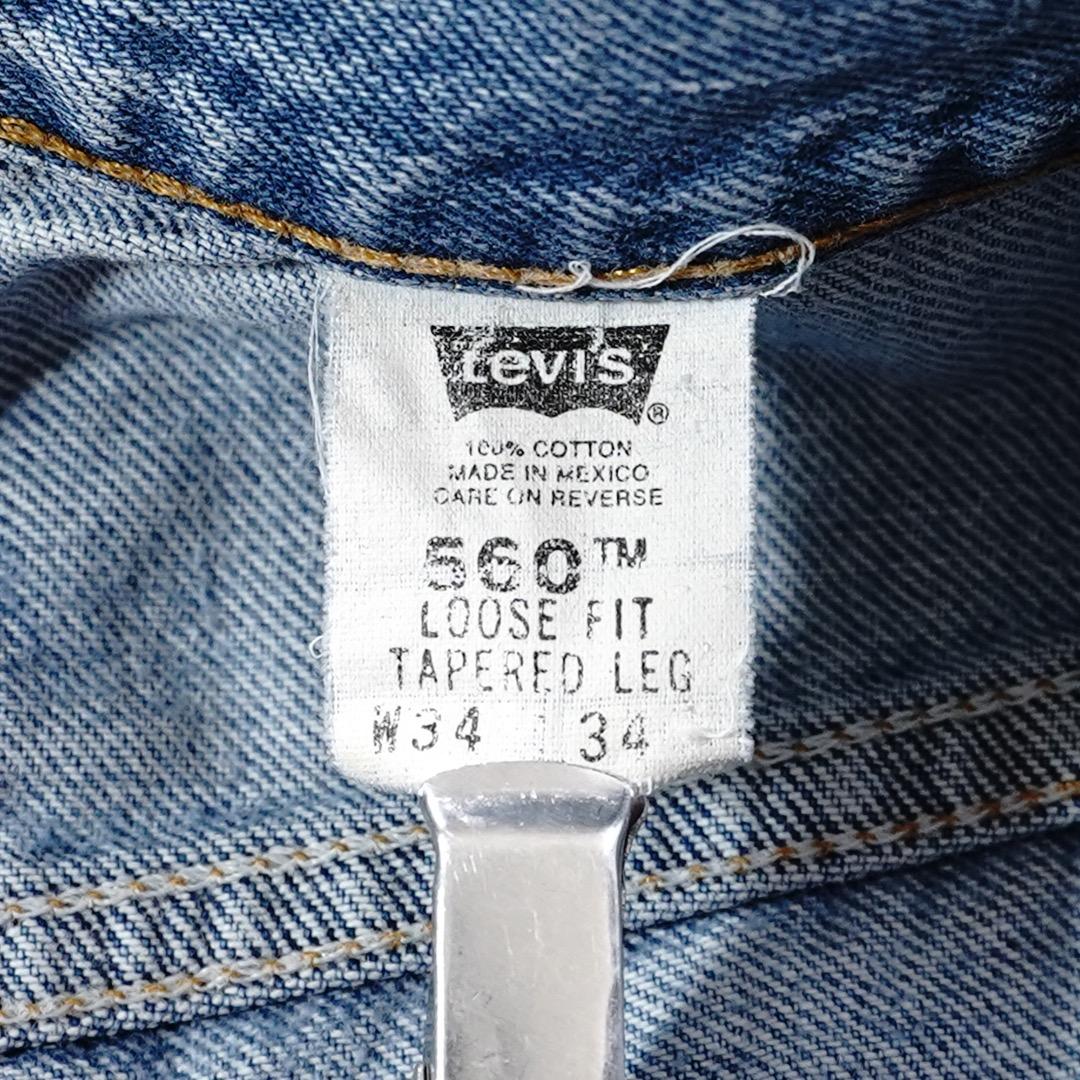 Levi's ®
100% COTTON
MADE IN MEXICO
CARE ON REVERSE
560™
LOOSE FIT
TAPERED LEG
W34 34